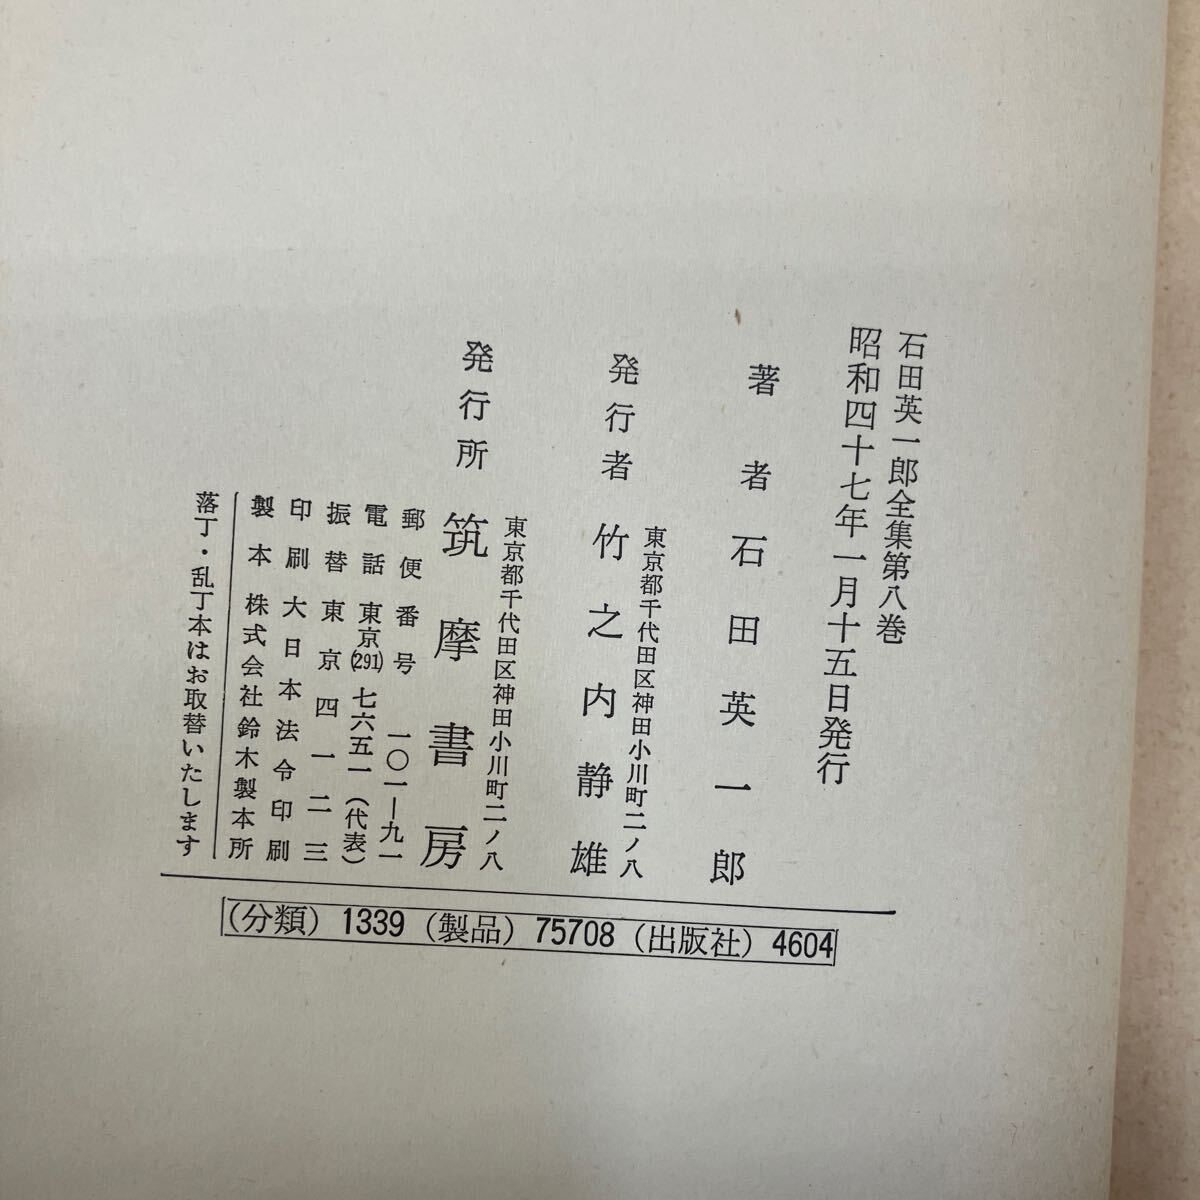 石田英一郎全集第八巻
昭和四十七年一月十五日発行
著者 石田英一郎
東京都千代田区神田小川町二ノ八
発行者 竹之内静雄
東京都千代田区神田小川町二ノ八
発行所 筑摩書房
郵便番号 一〇一―九一
電話 東京(291)七六五一(代表)
振替 東京四一二三
印刷 大日本法令印刷
製本 株式会社鈴木製本所
落丁・乱丁本はお取替いたします
(分類) 1339 (製品) 75708 (出版社) 4604